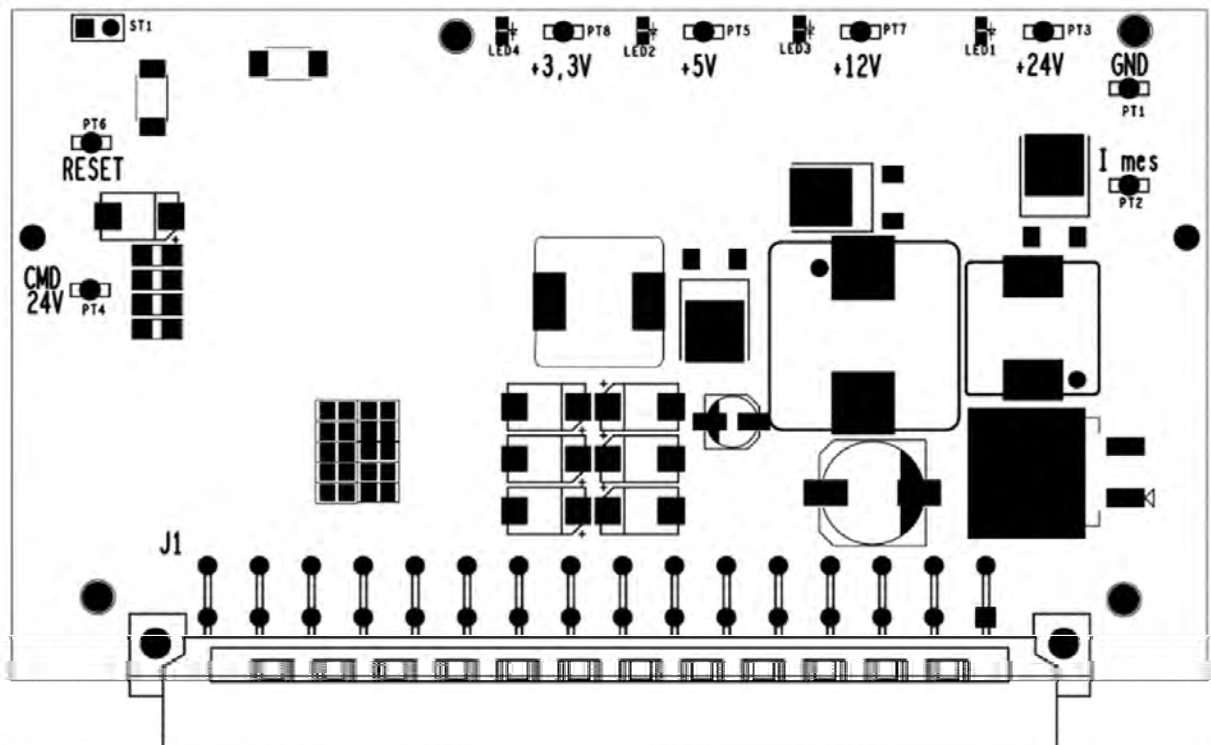 ST1
LED4
PT8
LED2
PT5
LED3
PT7
LED1
PT3
+3,3V
+5V
+12V
+24V
GND
PT1
PT6
RESET
I mes
PT2
CMD
24V
PT4
J1